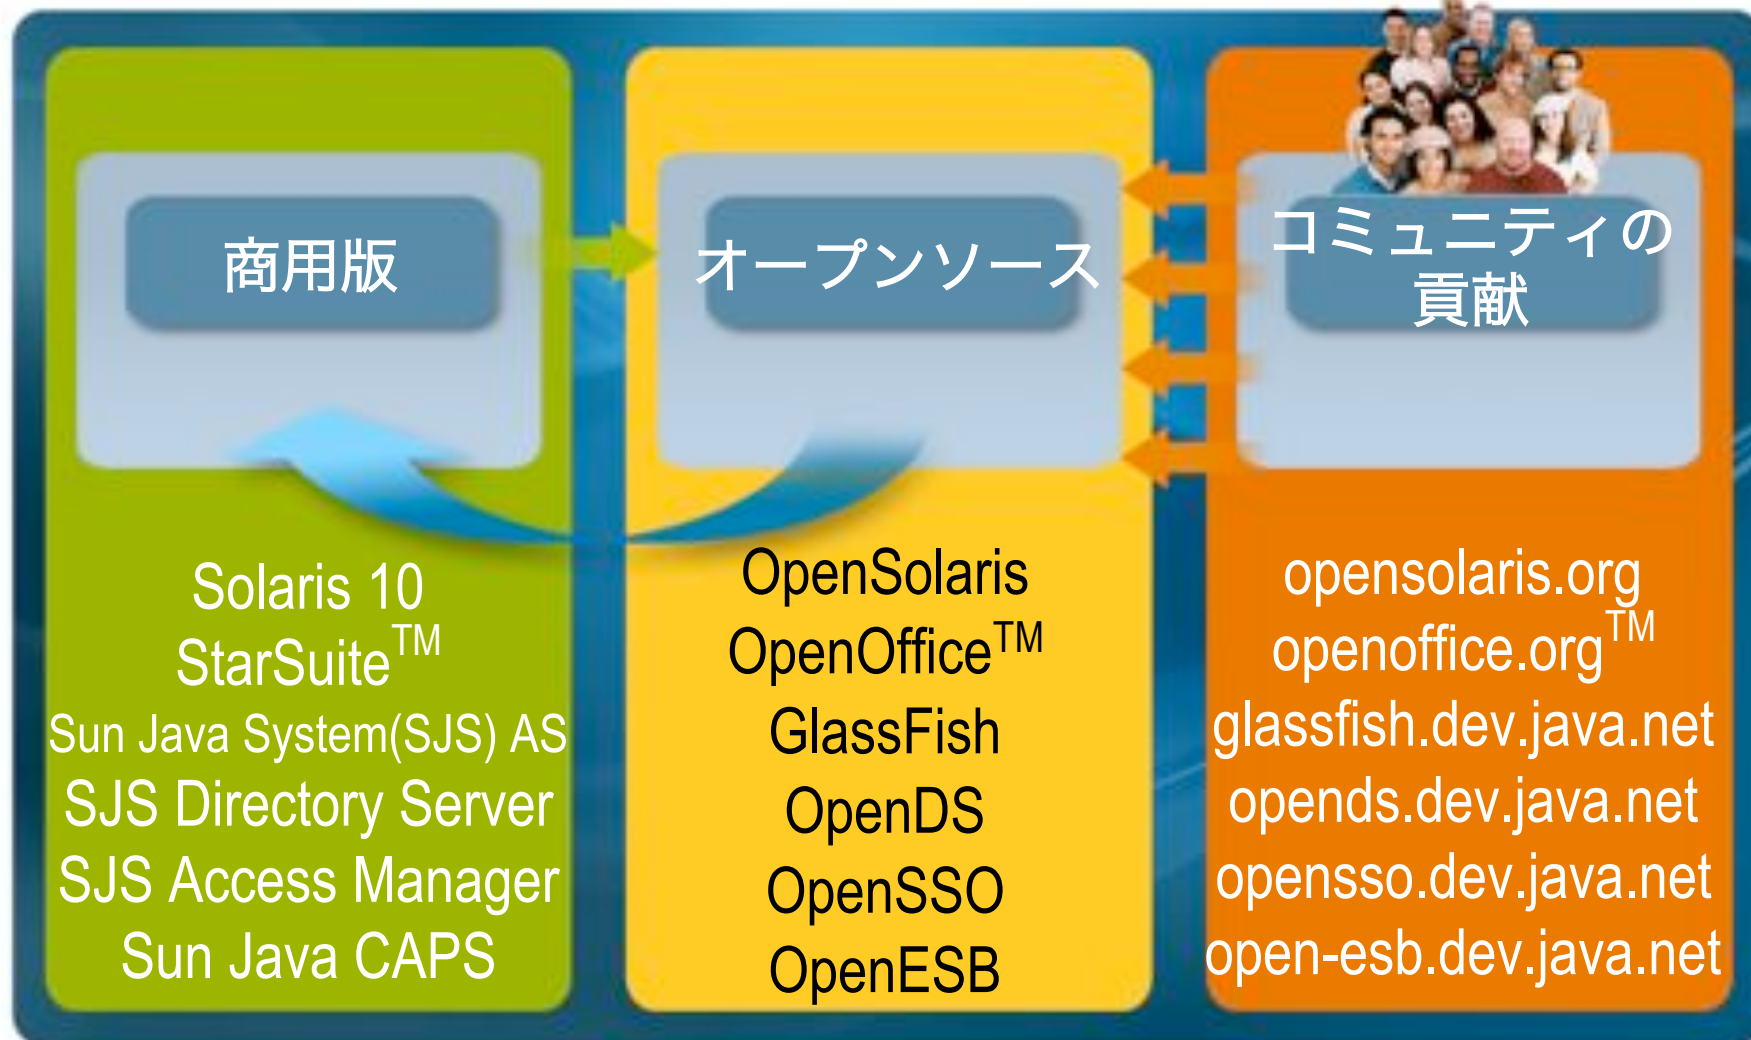 商用版
Solaris 10
StarSuite™
Sun Java System(SJS) AS
SJS Directory Server
SJS Access Manager
Sun Java CAPS
オープンソース
OpenSolaris
OpenOffice™
GlassFish
OpenDS
OpenSSO
OpenESB
コミュニティの
貢献
opensolaris.org
openoffice.org™
glassfish.dev.java.net
opends.dev.java.net
opensso.dev.java.net
open-esb.dev.java.net